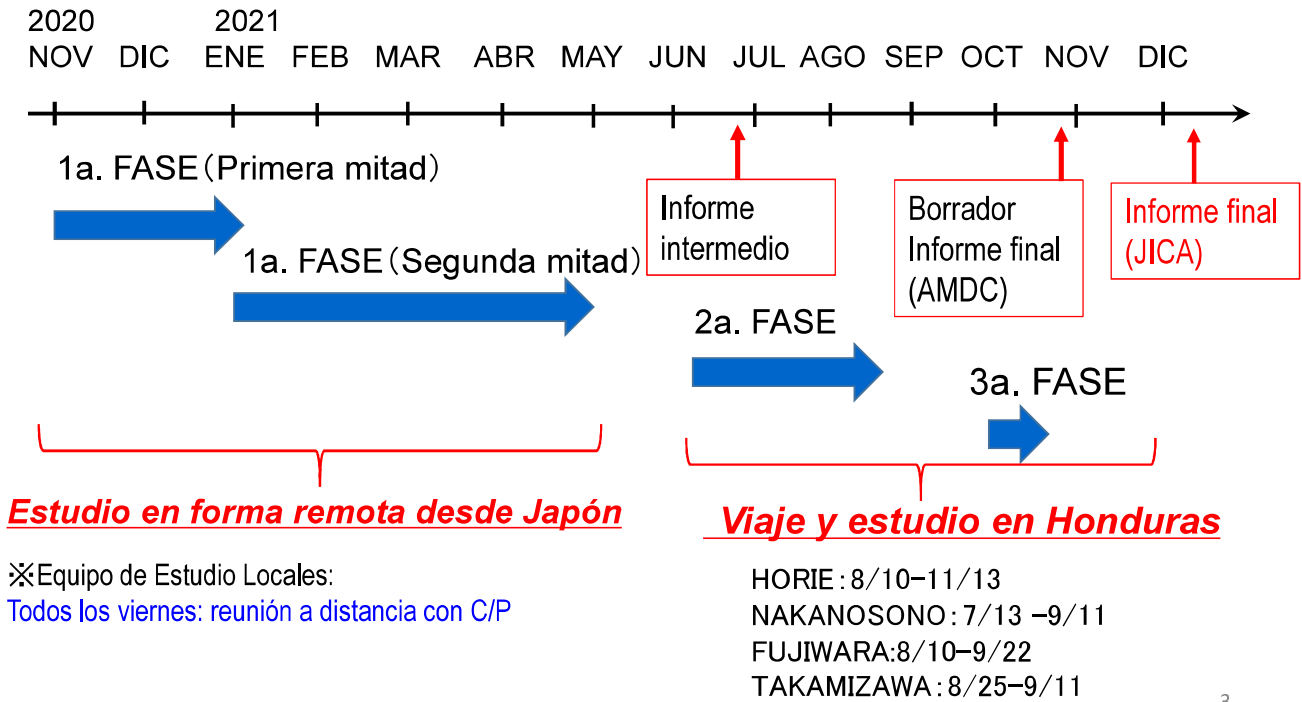 2020 2021
NOV DIC ENE FEB MAR ABR MAY JUN JUL AGO SEP OCT NOV DIC
1a. FASE（Primera mitad）
1a. FASE（Segunda mitad）
Informe
intermedio
Borrador
Informe final
(AMDC)
Informe final
(JICA)
2a. FASE
3a. FASE
Estudio en forma remota desde Japón
Viaje y estudio en Honduras
※Equipo de Estudio Locales:
Todos los viernes: reunión a distancia con C/P
HORIE：8/10−11/13
NAKANOSONO：7/13 −9/11
FUJIWARA:8/10−9/22
TAKAMIZAWA：8/25−9/11
3